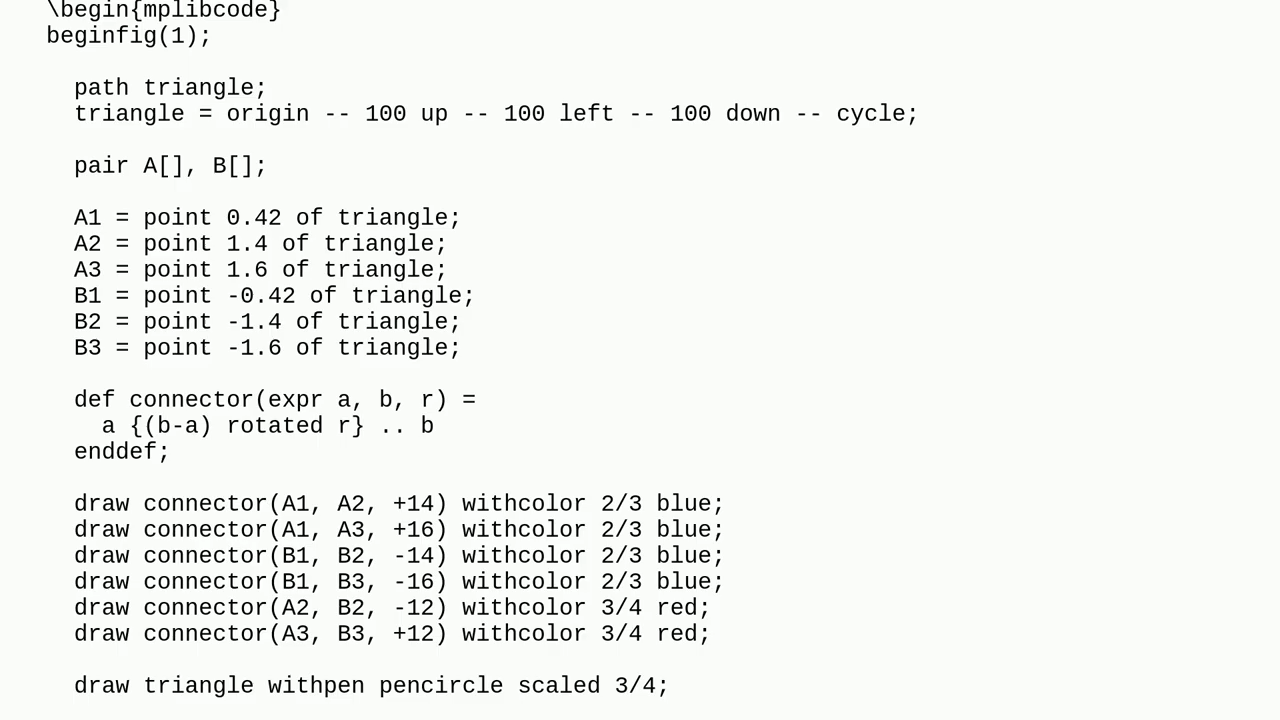 \begin{mplibcode}
beginfig(1);
path triangle;
triangle = origin -- 100 up -- 100 left -- 100 down -- cycle;
pair A[], B[];
A1 = point 0.42 of triangle;
A2 = point 1.4 of triangle;
A3 = point 1.6 of triangle;
B1 = point -0.42 of triangle;
B2 = point -1.4 of triangle;
B3 = point -1.6 of triangle;
def connector(expr a, b, r) =
a {(b-a) rotated r} .. b
enddef;
draw connector(A1, A2, +14) withcolor 2/3 blue;
draw connector(A1, A3, +16) withcolor 2/3 blue;
draw connector(B1, B2, -14) withcolor 2/3 blue;
draw connector(B1, B3, -16) withcolor 2/3 blue;
draw connector(A2, B2, -12) withcolor 3/4 red;
draw connector(A3, B3, +12) withcolor 3/4 red;
draw triangle withpen pencircle scaled 3/4;